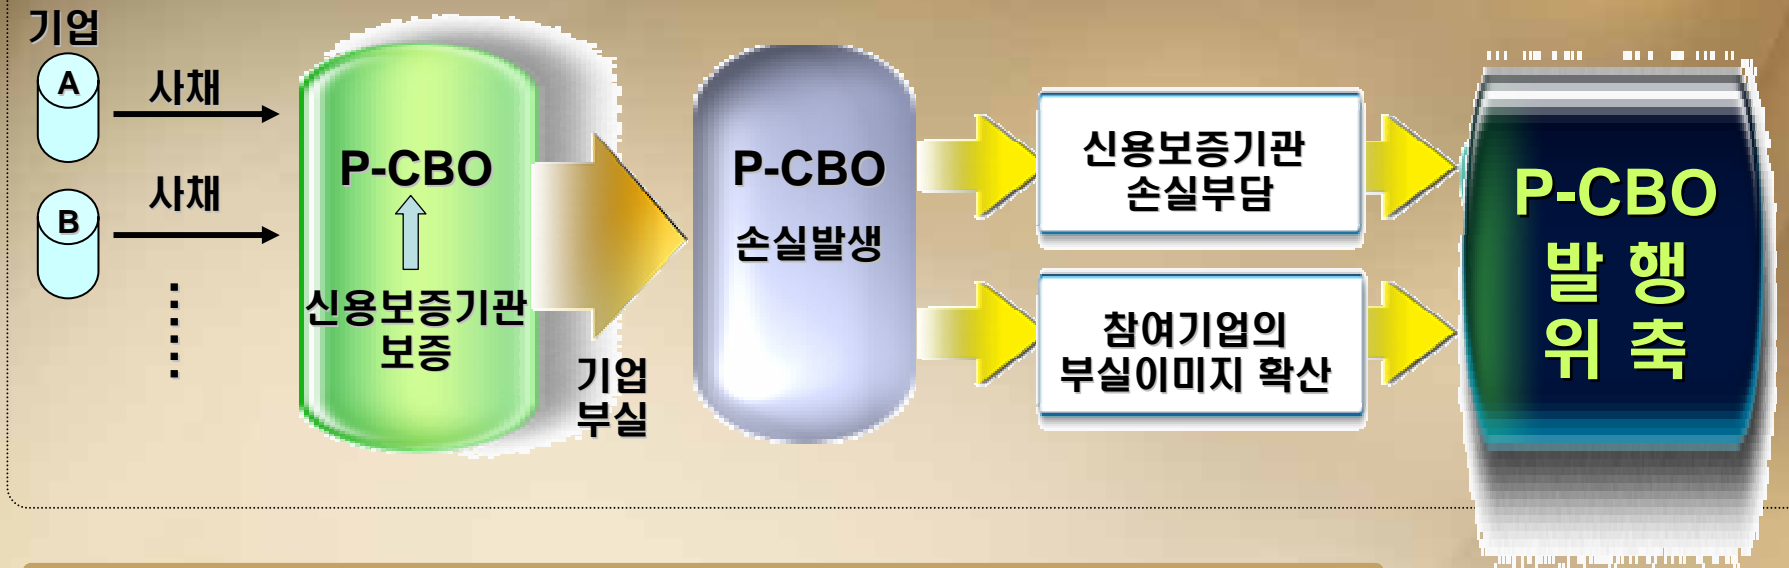 기업
A
사채
B
사채
P-CBO
신용보증기관
보증
기업
부실
P-CBO
손실발생
신용보증기관
손실부담
참여기업의
부실이미지 확산
P-CBO
발 행
위 축